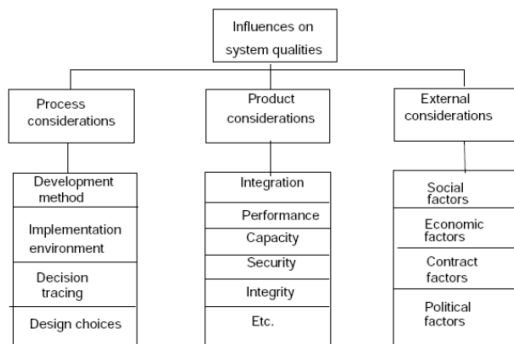 Influences on
system qualities
Process
considerations
Product
considerations
External
considerations
Development
method
Implementation
environment
Decision
tracing
Design choices
Integration
Performance
Capacity
Security
Integrity
Etc.
Social
factors
Economic
factors
Contract
factors
Political
factors